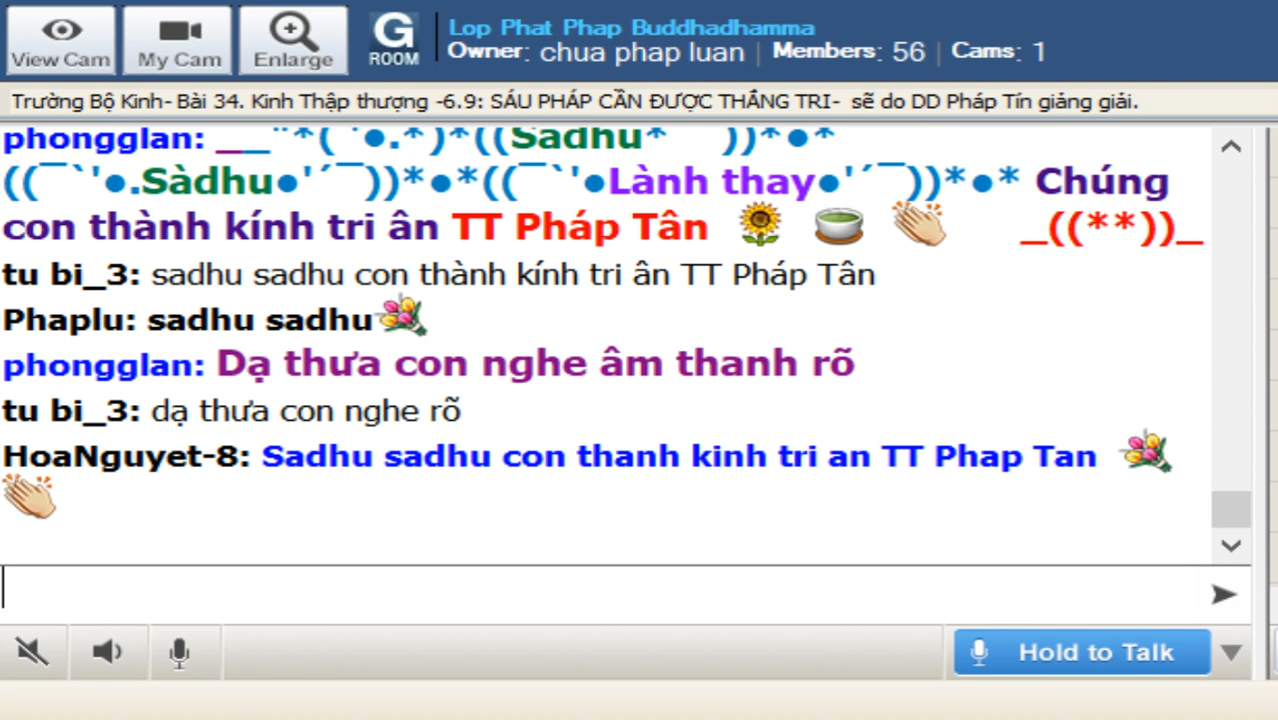 Lop Phat Phap Buddhadhamma
View Cam My Cam Enlarge G ROOM Owner: chua phap luan | Members: 56 | Cams: 1
Trường Bộ Kinh- Bài 34. Kinh Thập thượng -6.9: SÁU PHÁP CẦN ĐƯỢC THẮNG TRI- sẽ do DD Pháp Tín giảng giải.
phongglan: __¨*(¨'●.*)*((Sadhu* ))*●*
((¯`'●.Sàdhu●'´¯))*●*((¯`'●Lành thay●'´¯))*●* Chúng
con thành kính tri ân TT Pháp Tân _((**))_
tu bi_3: sadhu sadhu con thành kính tri ân TT Pháp Tân
Phaplu: sadhu sadhu
phongglan: Dạ thưa con nghe âm thanh rõ
tu bi_3: dạ thưa con nghe rõ
HoaNguyet-8: Sadhu sadhu con thanh kinh tri an TT Phap Tan
Hold to Talk